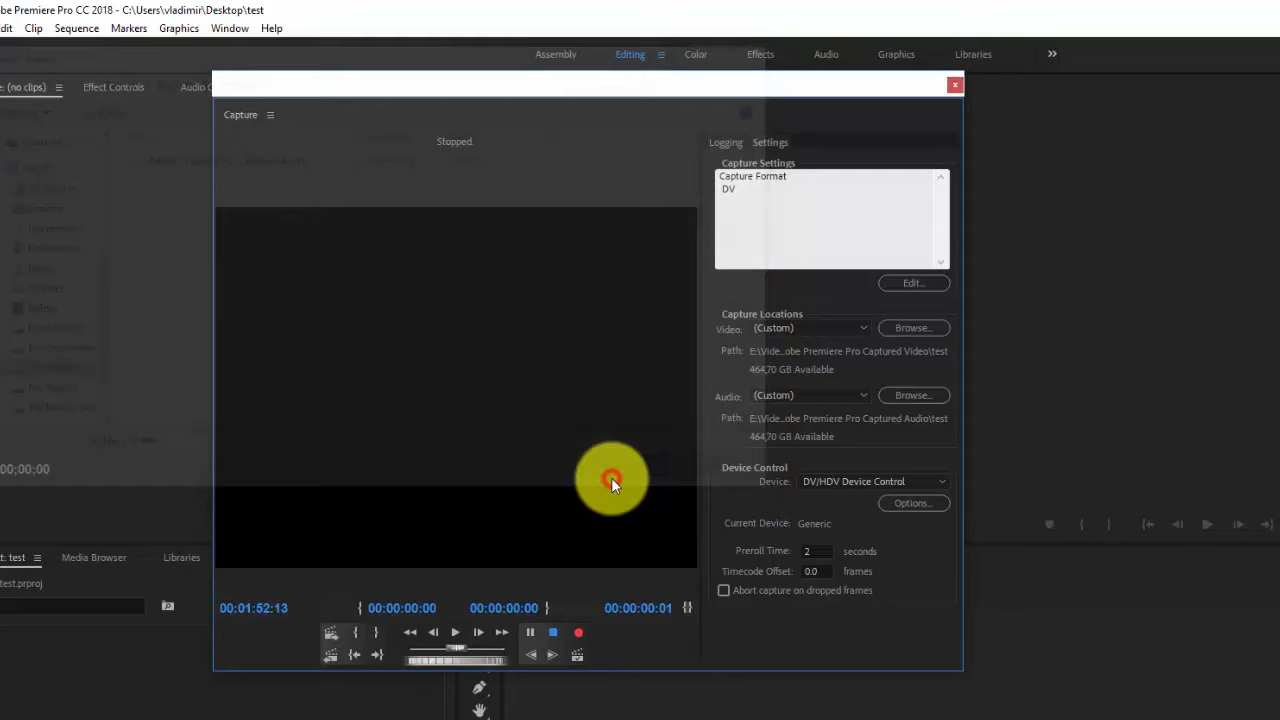 obe Premiere Pro CC 2018 - C:\Users\vladimir\Desktop\test
dit Clip Sequence Markers Graphics Window Help
Assembly Editing Color Effects Audio Graphics Libraries
: (no clips) Effect Controls Audio C
Capture
Stopped.
Logging Settings
Capture Settings
Capture Format
DV
Edit...
Capture Locations
Video: (Custom) Browse...
Path: E:\Vide...obe Premiere Pro Captured Video\test
464,70 GB Available
Audio: (Custom) Browse...
Path: E:\Vide...obe Premiere Pro Captured Audio\test
464,70 GB Available
00;00;00
Device Control
Device: DV/HDV Device Control
Options...
Current Device: Generic
Preroll Time: 2 seconds
Timecode Offset: 0.0 frames
Abort capture on dropped frames
t: test Media Browser Libraries
test.prproj
00:01:52:13 { 00:00:00:00 00:00:00:00 } 00:00:00:01 {}